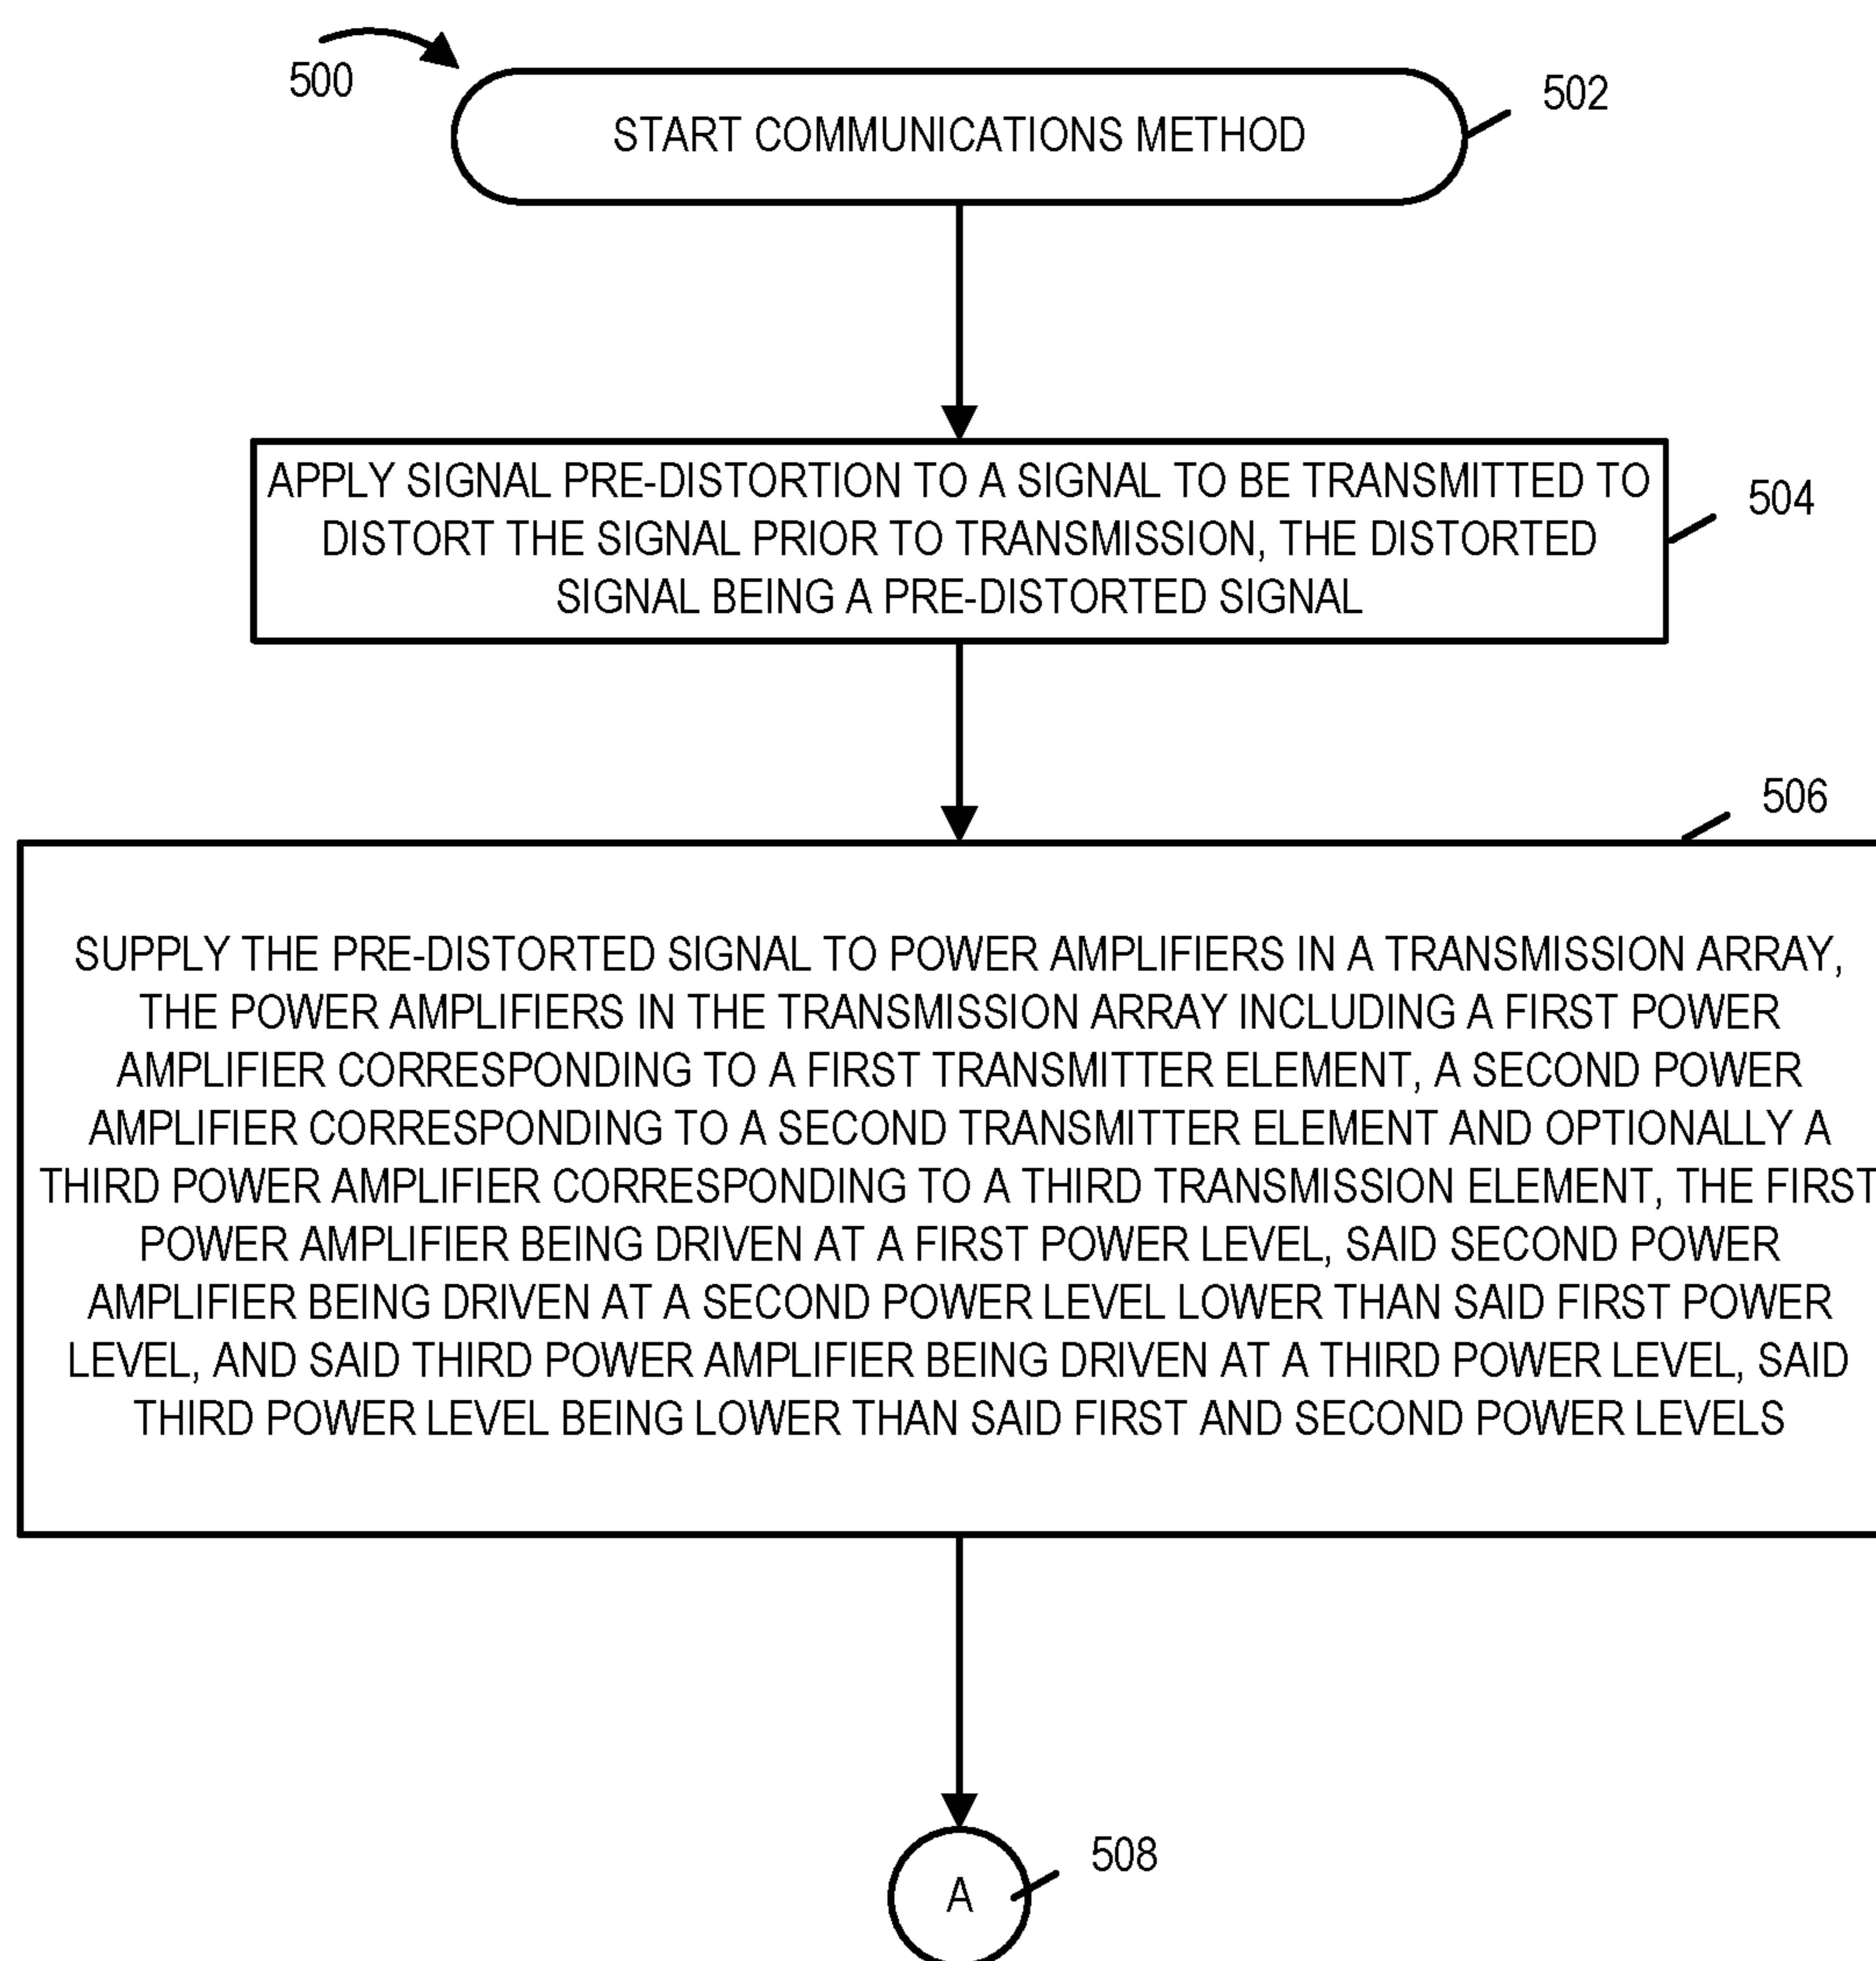 500
START COMMUNICATIONS METHOD
502
APPLY SIGNAL PRE-DISTORTION TO A SIGNAL TO BE TRANSMITTED TO
DISTORT THE SIGNAL PRIOR TO TRANSMISSION, THE DISTORTED
SIGNAL BEING A PRE-DISTORTED SIGNAL
504
506
SUPPLY THE PRE-DISTORTED SIGNAL TO POWER AMPLIFIERS IN A TRANSMISSION ARRAY,
THE POWER AMPLIFIERS IN THE TRANSMISSION ARRAY INCLUDING A FIRST POWER
AMPLIFIER CORRESPONDING TO A FIRST TRANSMITTER ELEMENT, A SECOND POWER
AMPLIFIER CORRESPONDING TO A SECOND TRANSMITTER ELEMENT AND OPTIONALLY A
THIRD POWER AMPLIFIER CORRESPONDING TO A THIRD TRANSMISSION ELEMENT, THE FIRST
POWER AMPLIFIER BEING DRIVEN AT A FIRST POWER LEVEL, SAID SECOND POWER
AMPLIFIER BEING DRIVEN AT A SECOND POWER LEVEL LOWER THAN SAID FIRST POWER
LEVEL, AND SAID THIRD POWER AMPLIFIER BEING DRIVEN AT A THIRD POWER LEVEL, SAID
THIRD POWER LEVEL BEING LOWER THAN SAID FIRST AND SECOND POWER LEVELS
508
A